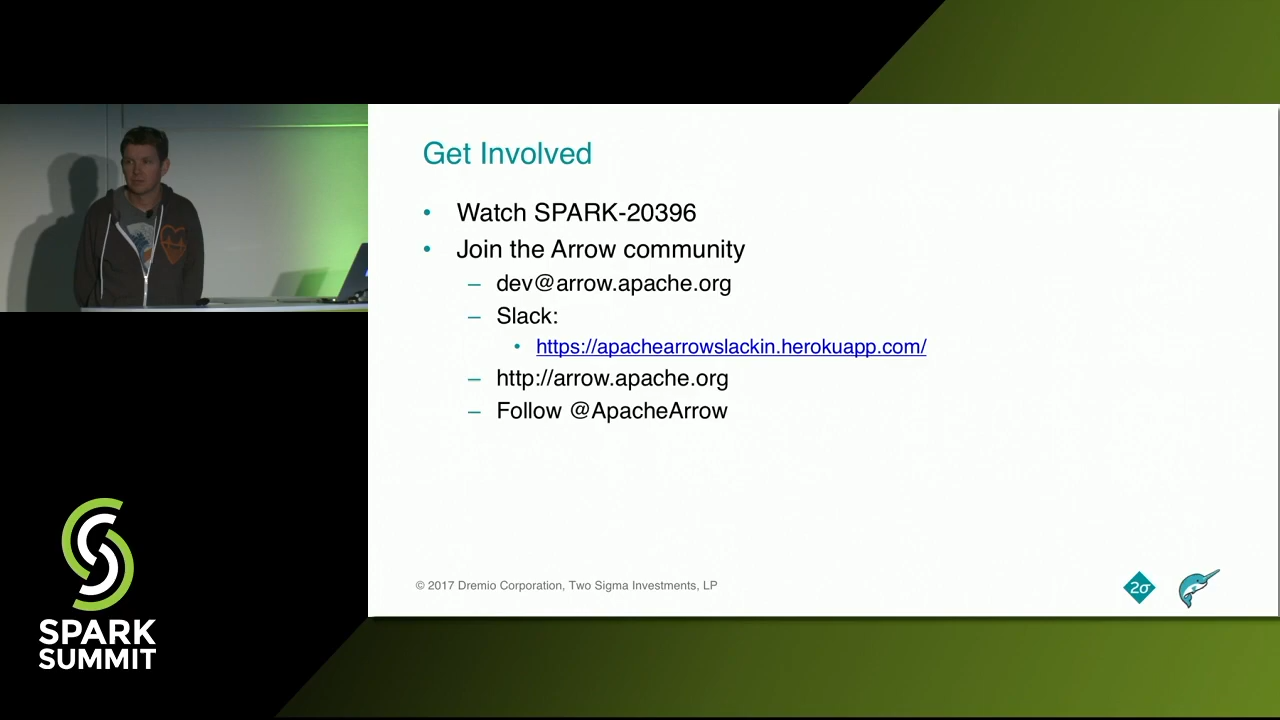 Get Involved
• Watch SPARK-20396
• Join the Arrow community
– dev@arrow.apache.org
– Slack:
• https://apachearrowslackin.herokuapp.com/
– http://arrow.apache.org
– Follow @ApacheArrow
© 2017 Dremio Corporation, Two Sigma Investments, LP
2σ
SPARK
SUMMIT